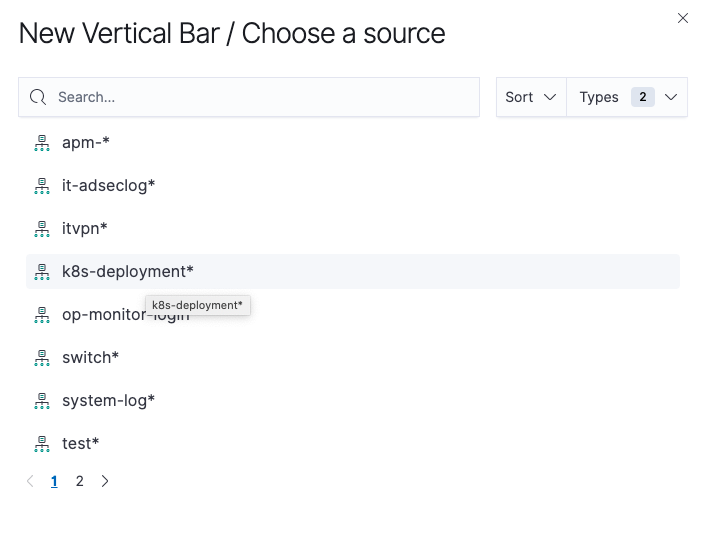 New Vertical Bar / Choose a source
Search...
Sort
Types 2
apm-*
it-adseclog*
itvpn*
k8s-deployment*
k8s-deployment*
op-monitor-login
switch*
system-log*
test*
1 2